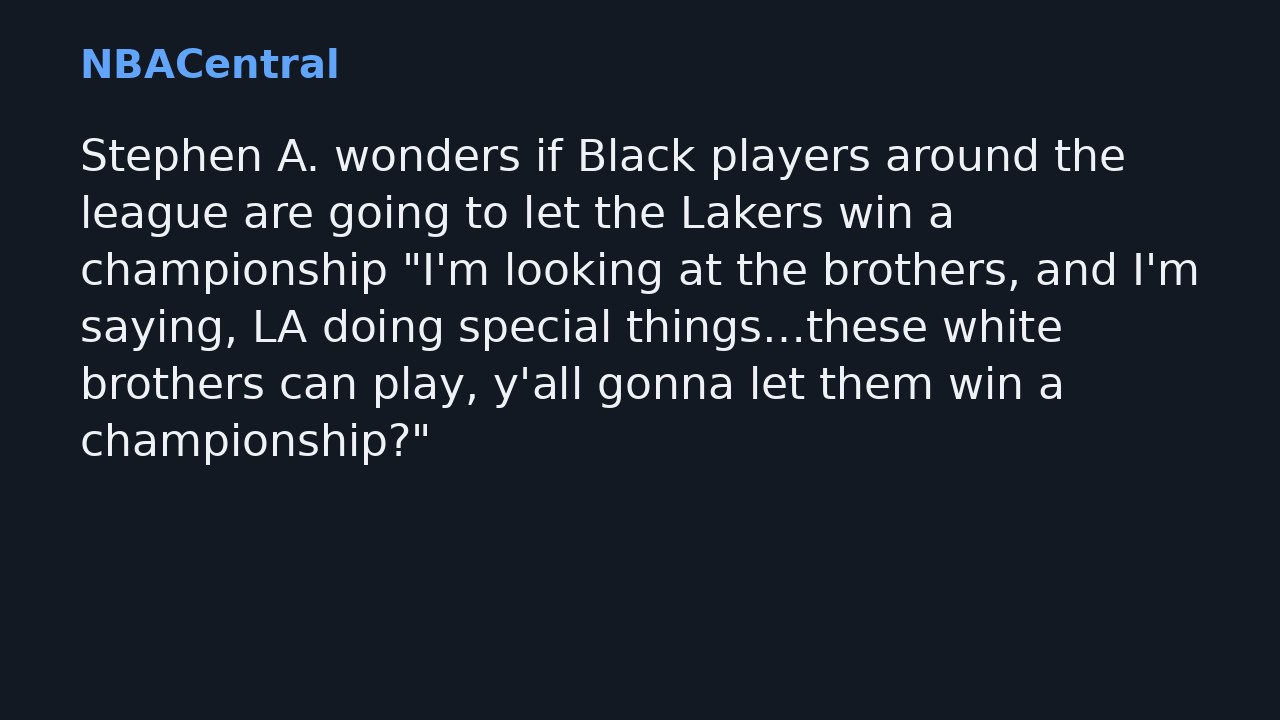 NBACentral
Stephen A. wonders if Black players around the
league are going to let the Lakers win a
championship "I'm looking at the brothers, and I'm
saying, LA doing special things...these white
brothers can play, y'all gonna let them win a
championship?"